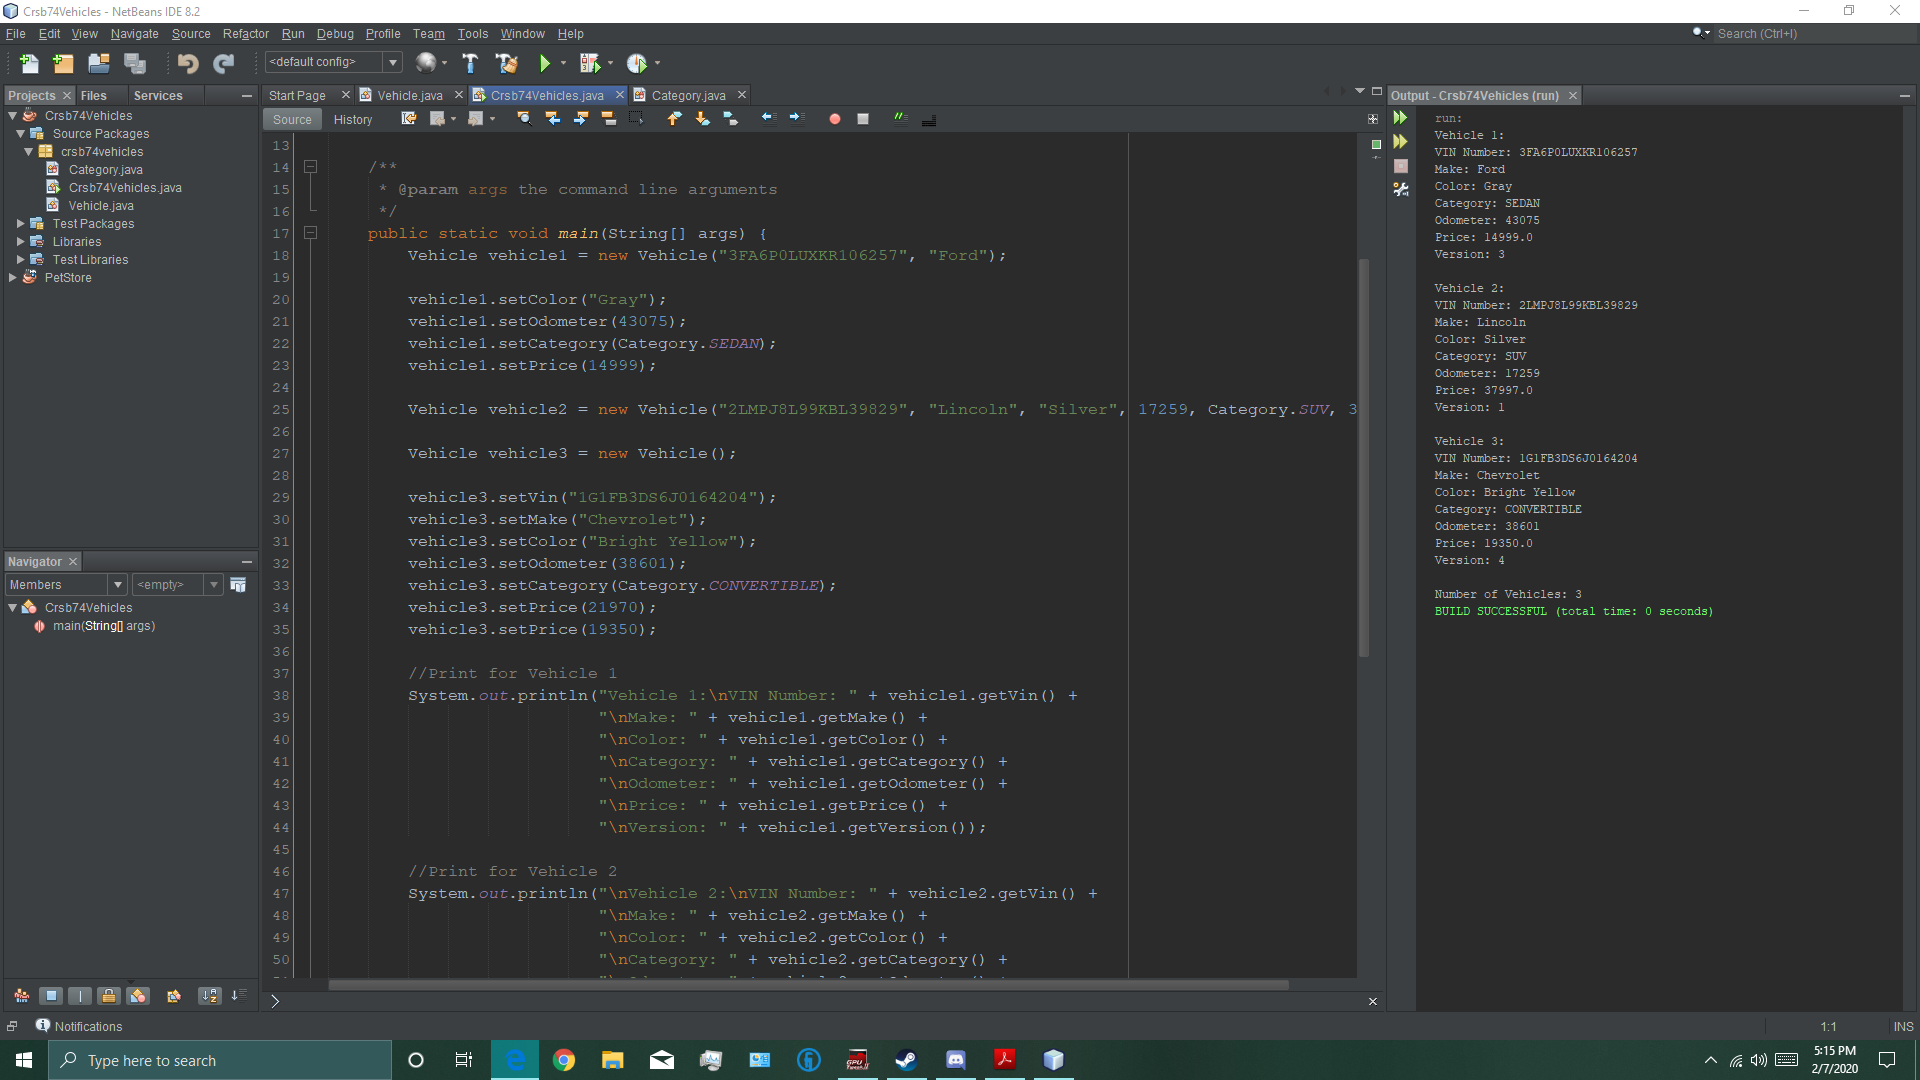 Crsb74Vehicles - NetBeans IDE 8.2
File Edit View Navigate Source Refactor Run Debug Profile Team Tools Window Help
Search (Ctrl+I)
<default config>
Projects Files Services
Crsb74Vehicles
Source Packages
crsb74vehicles
Category.java
Crsb74Vehicles.java
Vehicle.java
Test Packages
Libraries
Test Libraries
PetStore
Navigator
Members <empty>
Crsb74Vehicles
main(String[] args)
Start Page Vehicle.java Crsb74Vehicles.java Category.java
Source History
13
14 /**
15 * @param args the command line arguments
16 */
17 public static void main(String[] args) {
18 Vehicle vehicle1 = new Vehicle("3FA6P0LUXKR106257", "Ford");
19
20 vehicle1.setColor("Gray");
21 vehicle1.setOdometer(43075);
22 vehicle1.setCategory(Category.SEDAN);
23 vehicle1.setPrice(14999);
24
25 Vehicle vehicle2 = new Vehicle("2LMPJ8L99KBL39829", "Lincoln", "Silver", 17259, Category.SUV, 3
26
27 Vehicle vehicle3 = new Vehicle();
28
29 vehicle3.setVin("1G1FB3DS6J0164204");
30 vehicle3.setMake("Chevrolet");
31 vehicle3.setColor("Bright Yellow");
32 vehicle3.setOdometer(38601);
33 vehicle3.setCategory(Category.CONVERTIBLE);
34 vehicle3.setPrice(21970);
35 vehicle3.setPrice(19350);
36
37 //Print for Vehicle 1
38 System.out.println("Vehicle 1:\nVIN Number: " + vehicle1.getVin() +
39 "\nMake: " + vehicle1.getMake() +
40 "\nColor: " + vehicle1.getColor() +
41 "\nCategory: " + vehicle1.getCategory() +
42 "\nOdometer: " + vehicle1.getOdometer() +
43 "\nPrice: " + vehicle1.getPrice() +
44 "\nVersion: " + vehicle1.getVersion());
45
46 //Print for Vehicle 2
47 System.out.println("\nVehicle 2:\nVIN Number: " + vehicle2.getVin() +
48 "\nMake: " + vehicle2.getMake() +
49 "\nColor: " + vehicle2.getColor() +
50 "\nCategory: " + vehicle2.getCategory() +
Output - Crsb74Vehicles (run)
run:
Vehicle 1:
VIN Number: 3FA6P0LUXKR106257
Make: Ford
Color: Gray
Category: SEDAN
Odometer: 43075
Price: 14999.0
Version: 3
Vehicle 2:
VIN Number: 2LMPJ8L99KBL39829
Make: Lincoln
Color: Silver
Category: SUV
Odometer: 17259
Price: 37997.0
Version: 1
Vehicle 3:
VIN Number: 1G1FB3DS6J0164204
Make: Chevrolet
Color: Bright Yellow
Category: CONVERTIBLE
Odometer: 38601
Price: 19350.0
Version: 4
Number of Vehicles: 3
BUILD SUCCESSFUL (total time: 0 seconds)
Notifications
1:1 INS
Type here to search
5:15 PM
2/7/2020